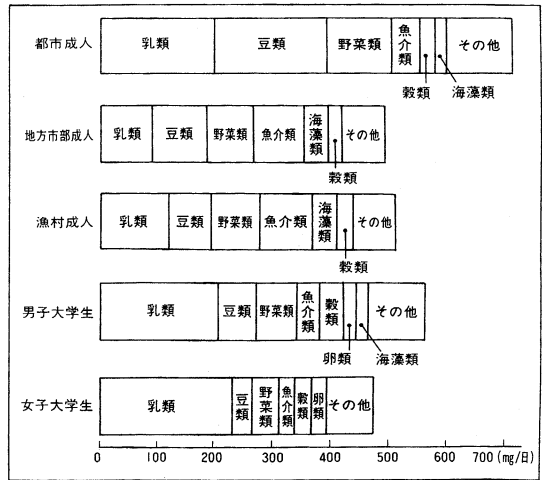 都市成人 乳類 豆類 野菜類 魚介類 その他
穀類 海藻類
地方市部成人 乳類 豆類 野菜類 魚介類 海藻類 その他
穀類
漁村成人 乳類 豆類 野菜類 魚介類 海藻類 その他
穀類
男子大学生 乳類 豆類 野菜類 魚介類 穀類 その他
卵類 海藻類
女子大学生 乳類 豆類 野菜類 魚介類 穀類 卵類 その他
0 100 200 300 400 500 600 700 (mg/日)